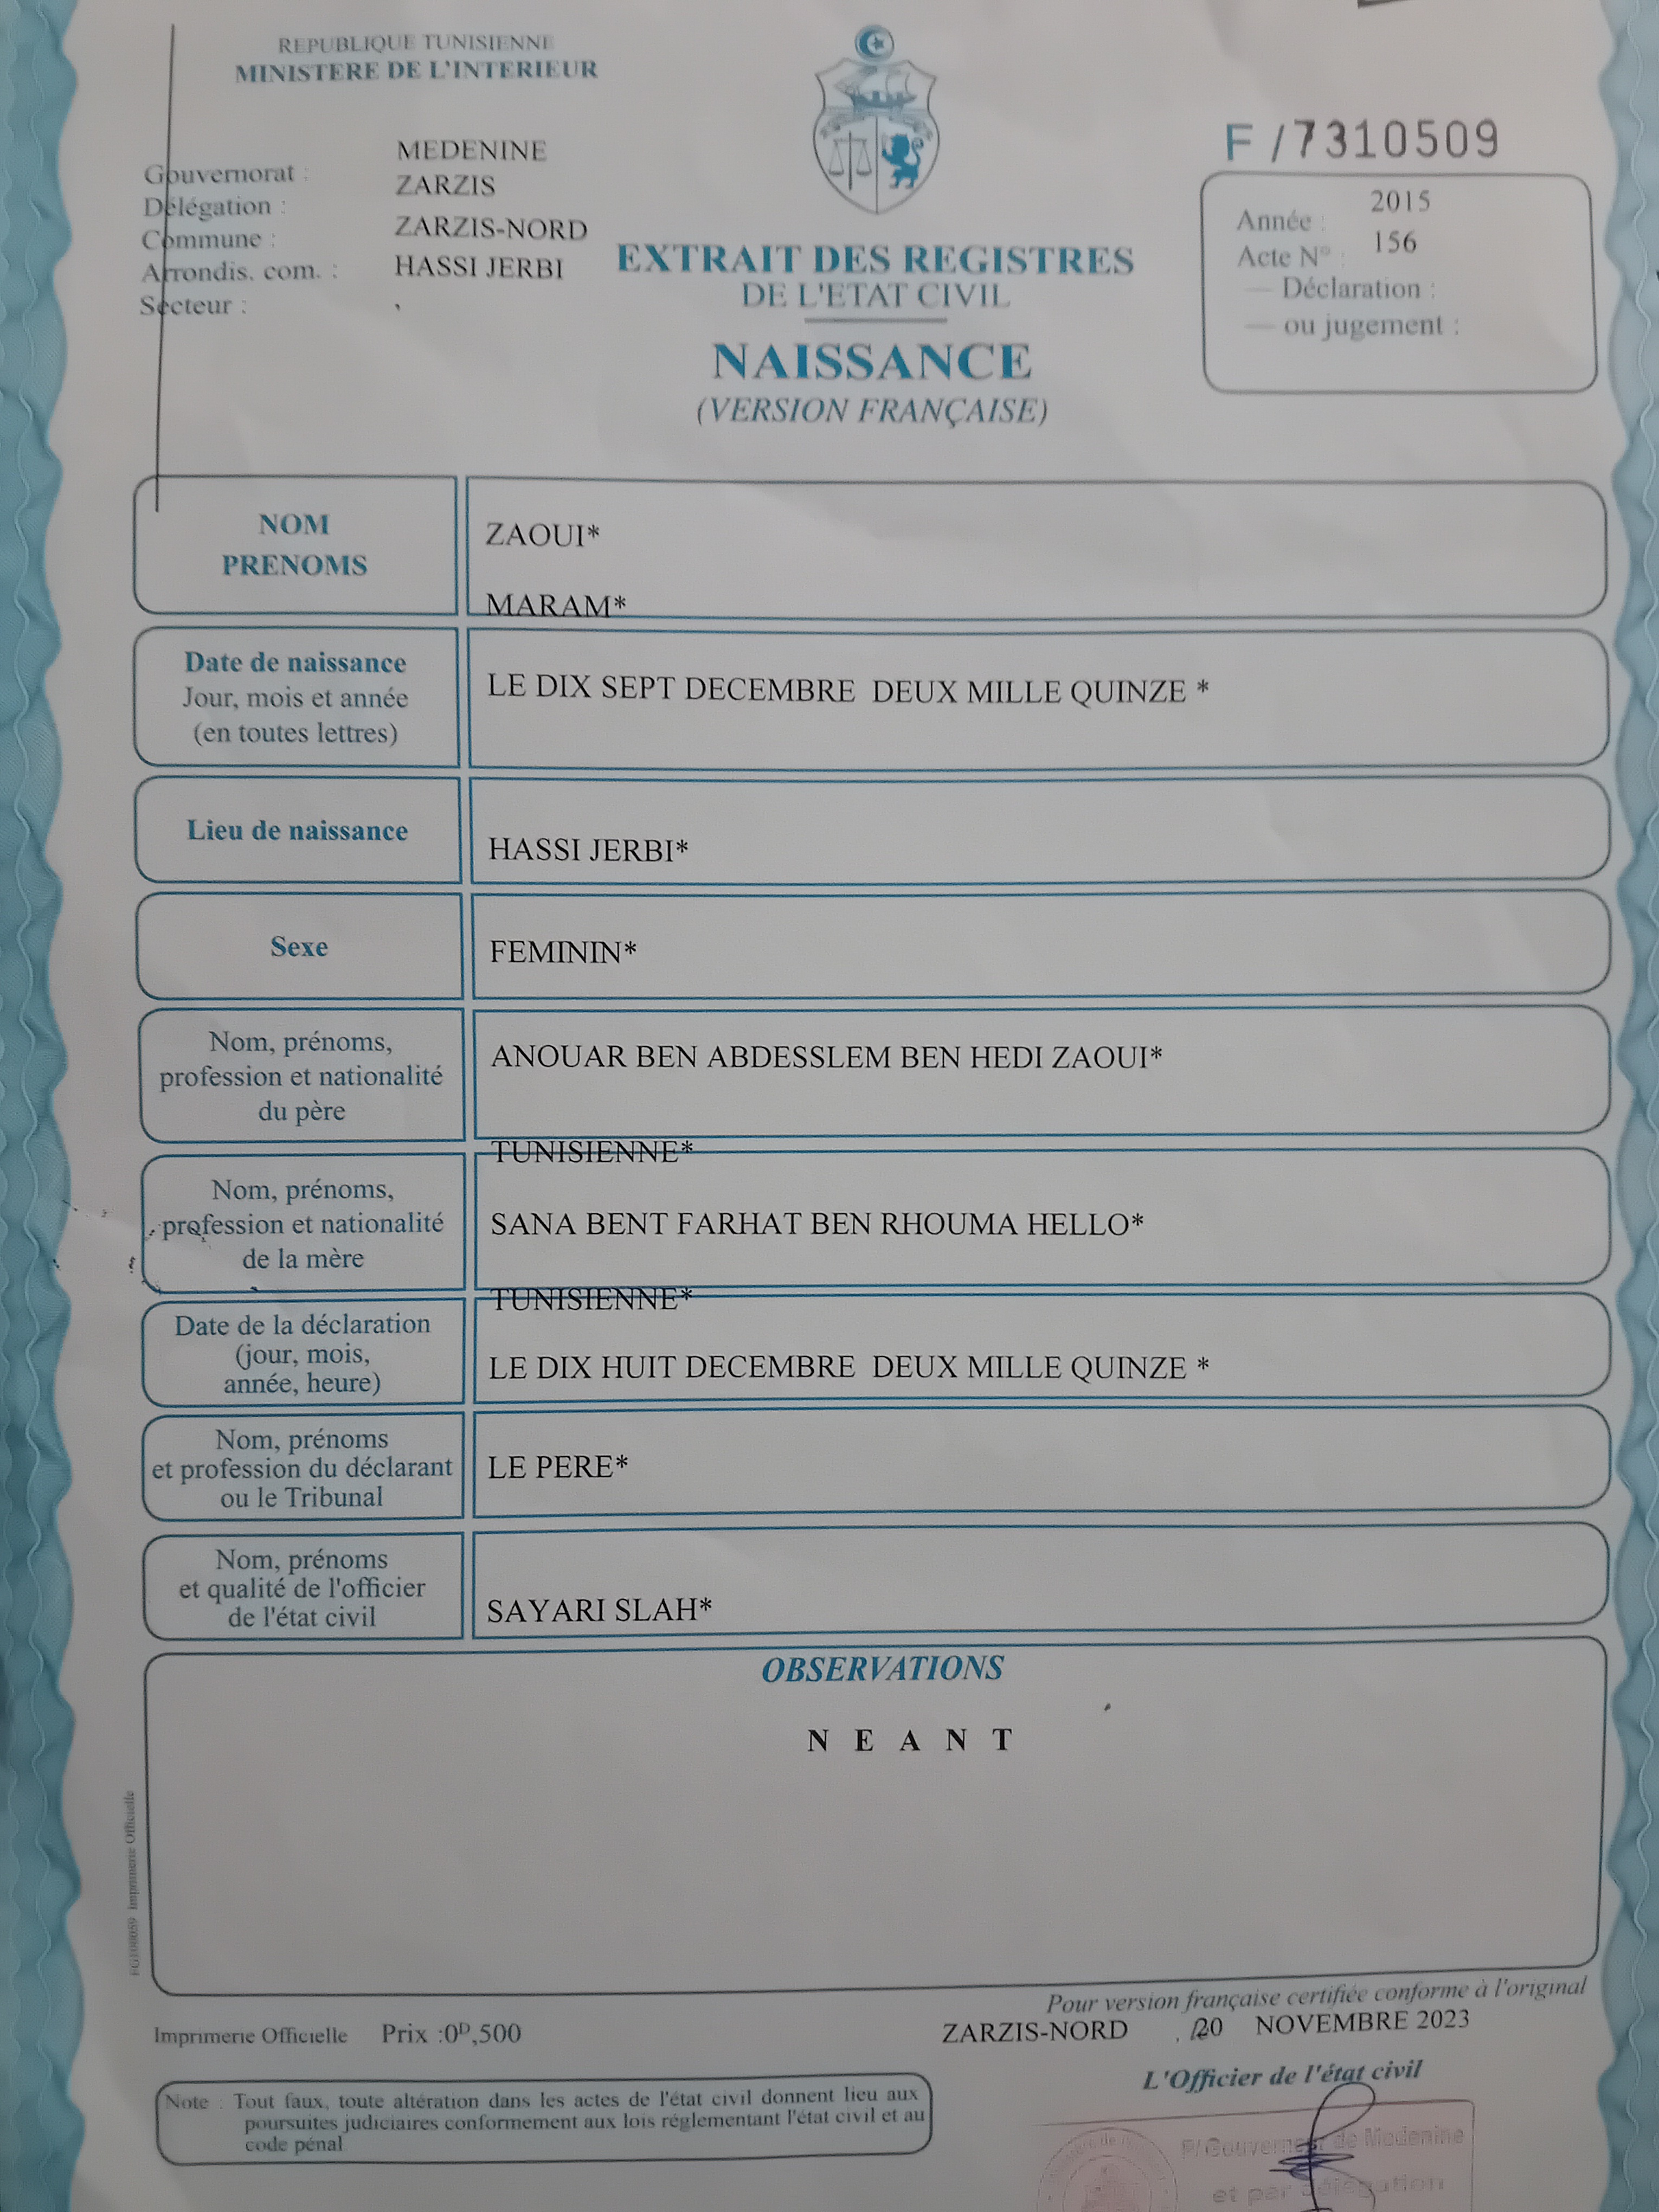 REPUBLIQUE TUNISIENNE
MINISTERE DE L'INTERIEUR
Gouvernorat : MEDENINE
Délégation : ZARZIS
Commune : ZARZIS-NORD
Arrondis. com. : HASSI JERBI
Secteur :
F/7310509
Année : 2015
Acte N° : 156
— Déclaration :
— ou jugement :
EXTRAIT DES REGISTRES
DE L'ETAT CIVIL
NAISSANCE
(VERSION FRANÇAISE)
NOM
PRENOMS
ZAOUI*
MARAM*
Date de naissance
Jour, mois et année
(en toutes lettres)
LE DIX SEPT DECEMBRE DEUX MILLE QUINZE *
Lieu de naissance
HASSI JERBI*
Sexe
FEMININ*
Nom, prénoms,
profession et nationalité
du père
ANOUAR BEN ABDESSLEM BEN HEDI ZAOUI*
TUNISIENNE*
Nom, prénoms,
profession et nationalité
de la mère
SANA BENT FARHAT BEN RHOUMA HELLO*
TUNISIENNE*
Date de la déclaration
(jour, mois,
année, heure)
LE DIX HUIT DECEMBRE DEUX MILLE QUINZE *
Nom, prénoms
et profession du déclarant
ou le Tribunal
LE PERE*
Nom, prénoms
et qualité de l'officier
de l'état civil
SAYARI SLAH*
OBSERVATIONS
N E A N T
Imprimerie Officielle
Pour version française certifiée conforme à l'original
Imprimerie Officielle Prix :0ᴰ,500
ZARZIS-NORD , 20 NOVEMBRE 2023
L'Officier de l'état civil
Note : Tout faux, toute altération dans les actes de l'état civil donnent lieu aux
poursuites judiciaires conformement aux lois réglementant l'état civil et au
code pénal
P/ Gouverneur de Medenine
et par délégation